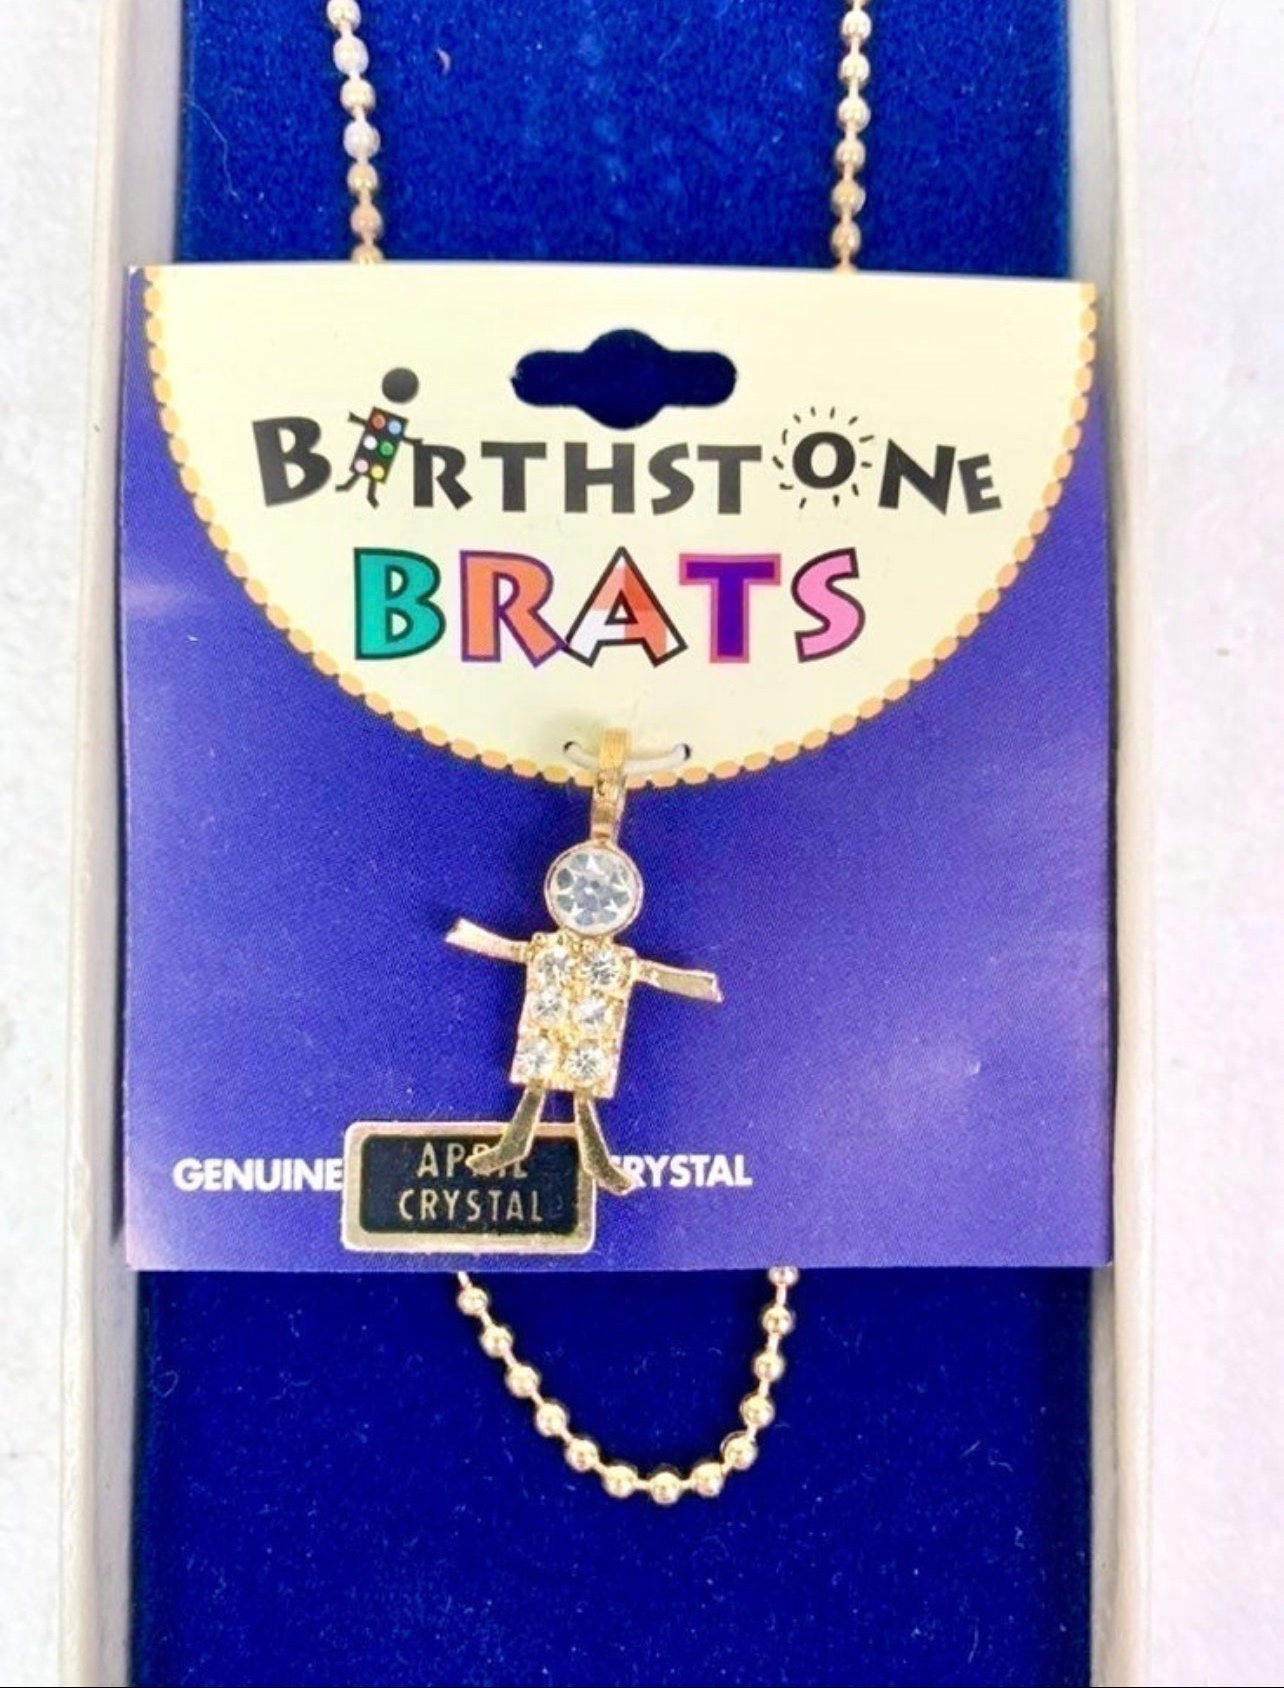 BIRTHSTONE
BRATS
APRIL
CRYSTAL
GENUINE CRYSTAL